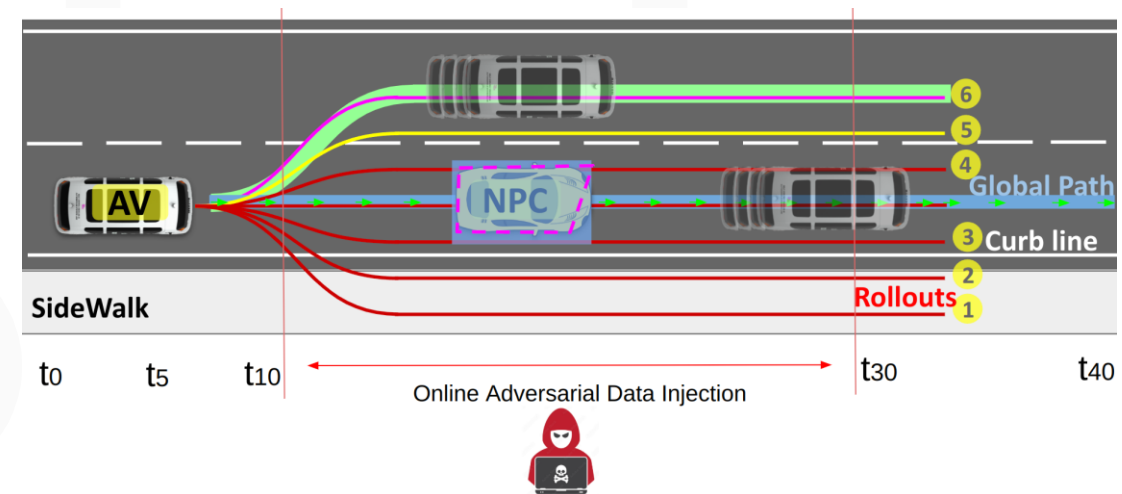 6
5
4
AV
NPC
Global Path
3
Curb line
2
SideWalk
Rollouts
1
t0
t5
t10
t30
t40
Online Adversarial Data Injection